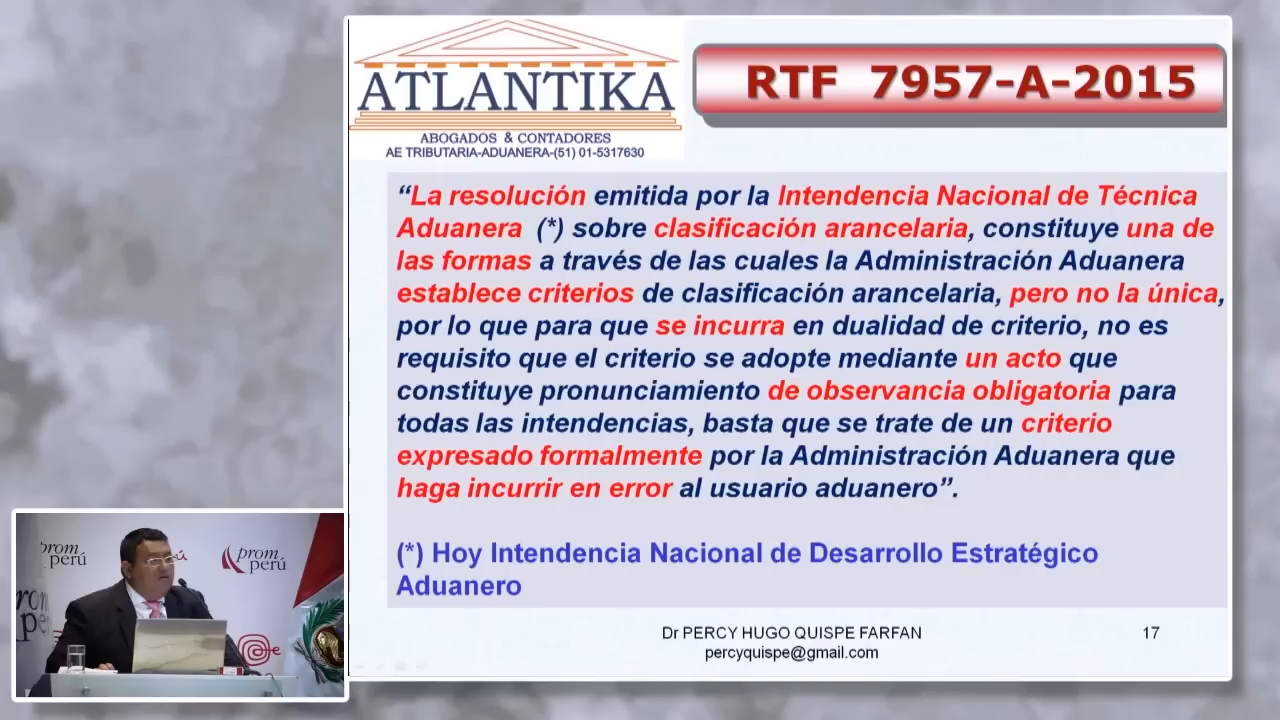 ATLANTIKA
ABOGADOS & CONTADORES
AE TRIBUTARIA-ADUANERA-(51) 01-5317630
RTF 7957-A-2015
“La resolución emitida por la Intendencia Nacional de Técnica
Aduanera (*) sobre clasificación arancelaria, constituye una de
las formas a través de las cuales la Administración Aduanera
establece criterios de clasificación arancelaria, pero no la única,
por lo que para que se incurra en dualidad de criterio, no es
requisito que el criterio se adopte mediante un acto que
constituye pronunciamiento de observancia obligatoria para
todas las intendencias, basta que se trate de un criterio
expresado formalmente por la Administración Aduanera que
haga incurrir en error al usuario aduanero”.
(*) Hoy Intendencia Nacional de Desarrollo Estratégico
Aduanero
Dr PERCY HUGO QUISPE FARFAN
percyquispe@gmail.com
17
prom
perú
prom
perú